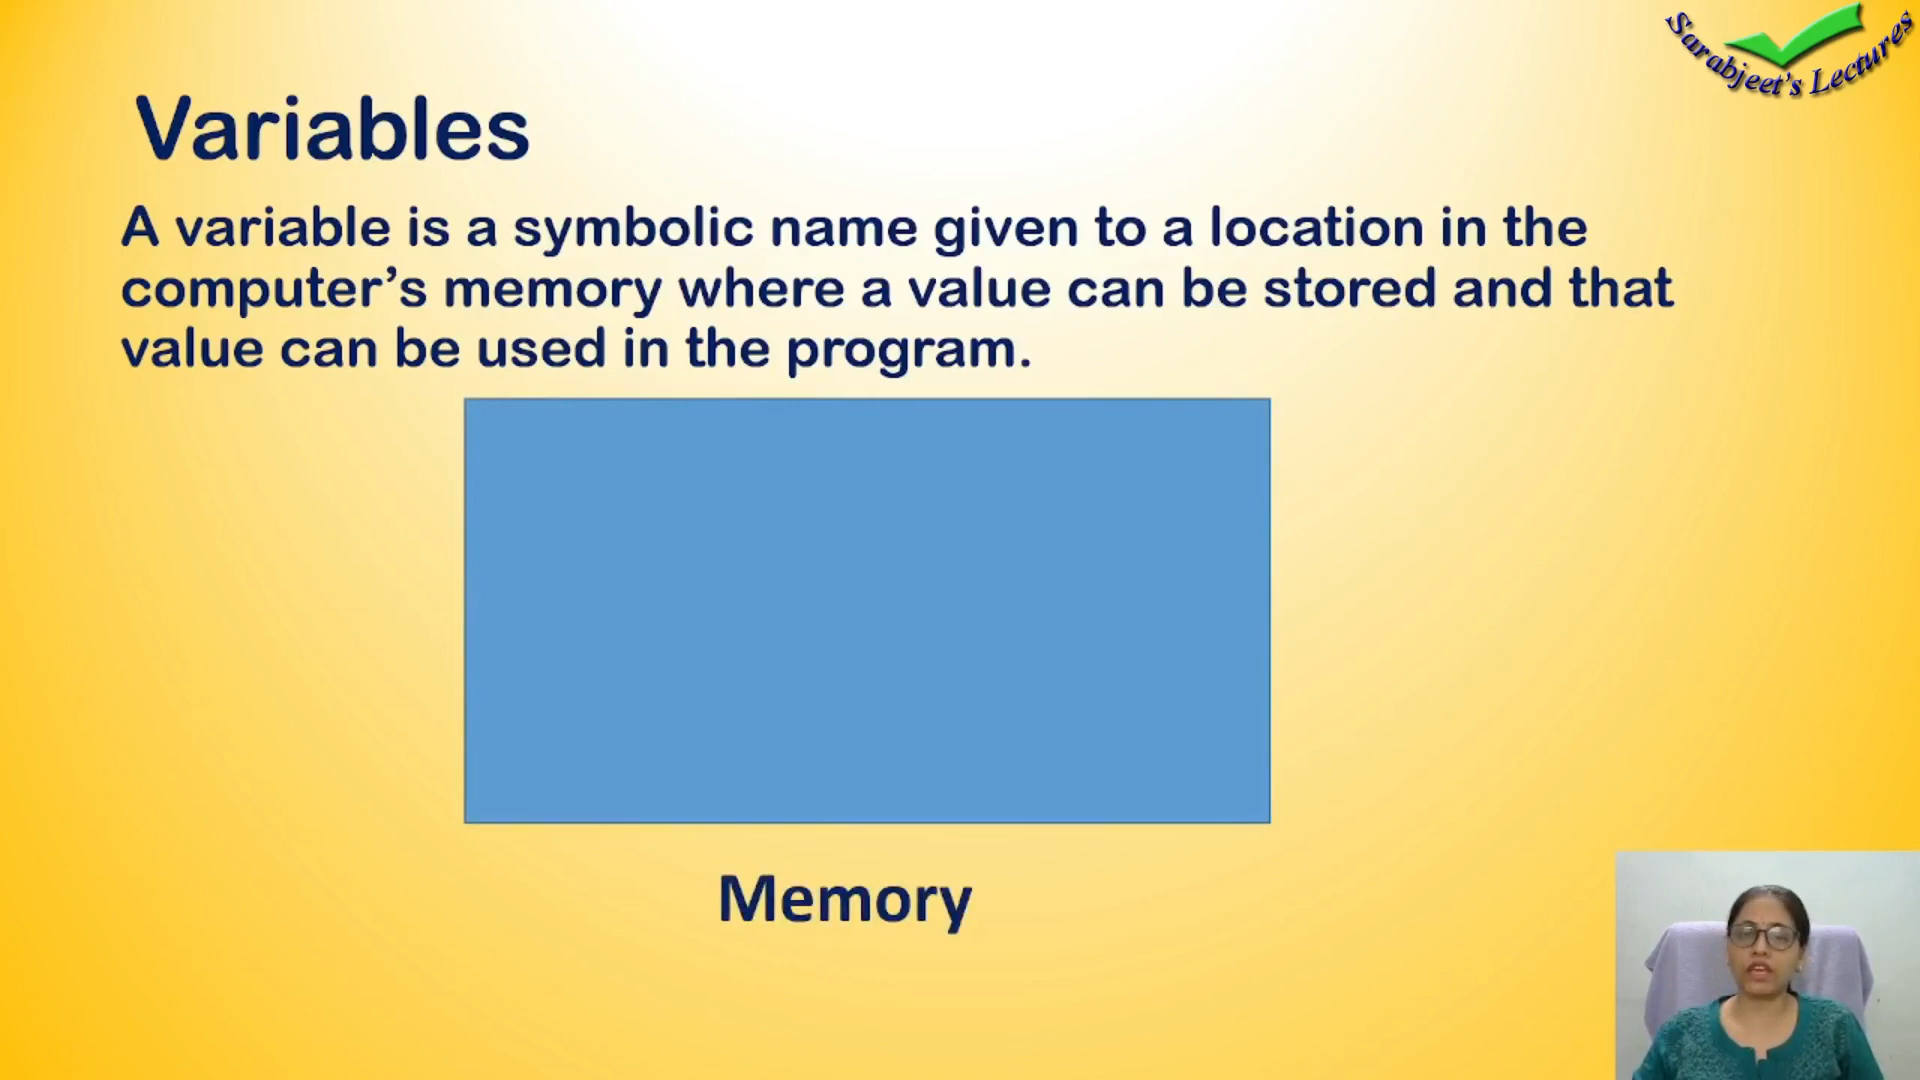 Sarabjeet's Lectures
Variables
A variable is a symbolic name given to a location in the
computer’s memory where a value can be stored and that
value can be used in the program.
Memory